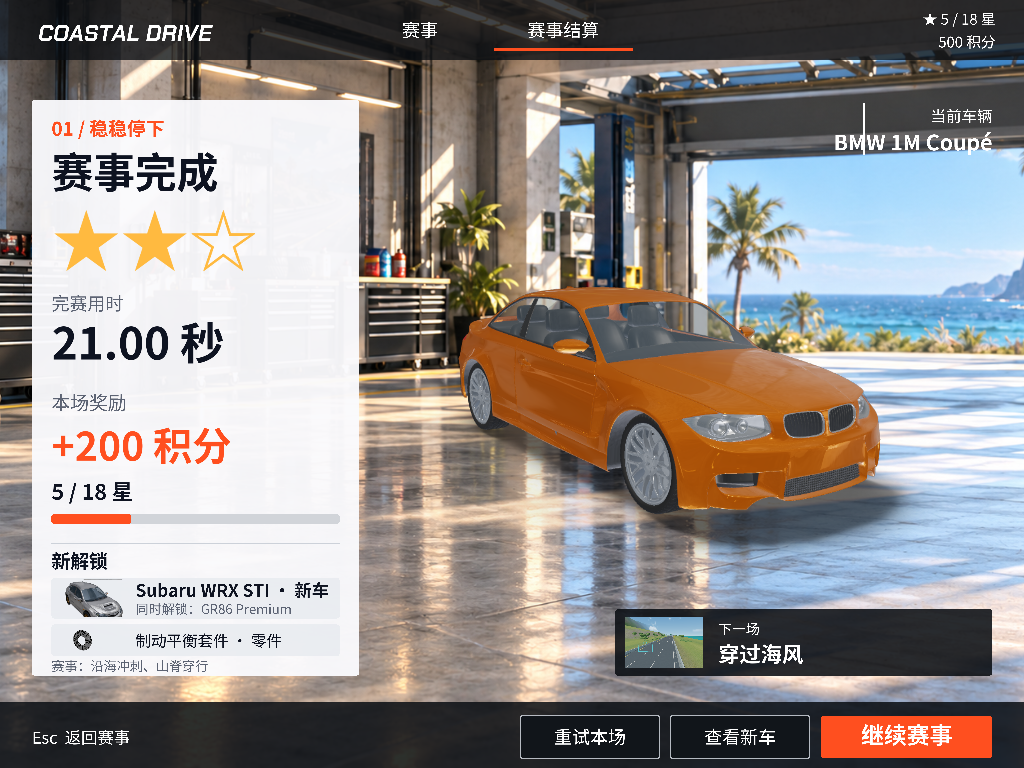 COASTAL DRIVE
赛事
赛事结算
★ 5 / 18 星
500 积分
01 / 稳稳停下
赛事完成
完赛用时
21.00 秒
本场奖励
+200 积分
5 / 18 星
新解锁
Subaru WRX STI · 新车
同时解锁：GR86 Premium
制动平衡套件 · 零件
赛事：沿海冲刺、山脊穿行
当前车辆
BMW 1M Coupé
下一场
穿过海风
Esc 返回赛事
重试本场
查看新车
继续赛事